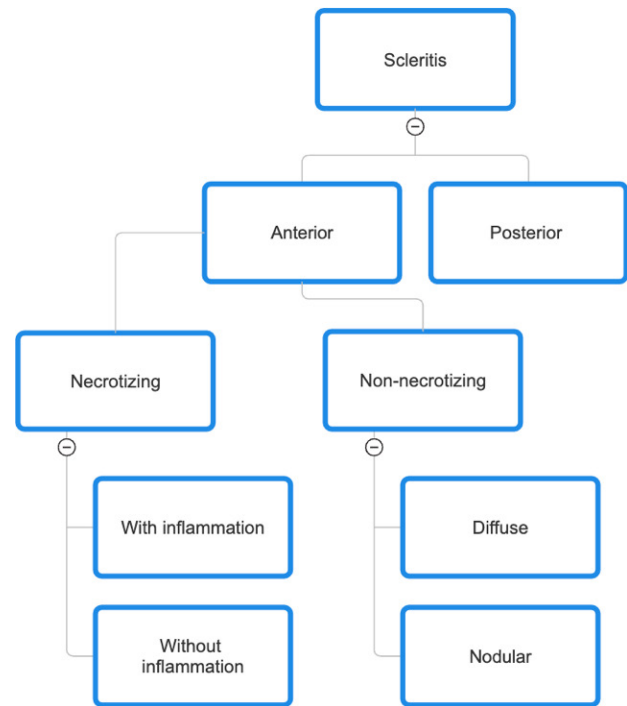 Scleritis
Anterior
Posterior
Necrotizing
Non-necrotizing
With inflammation
Diffuse
Without
inflammation
Nodular